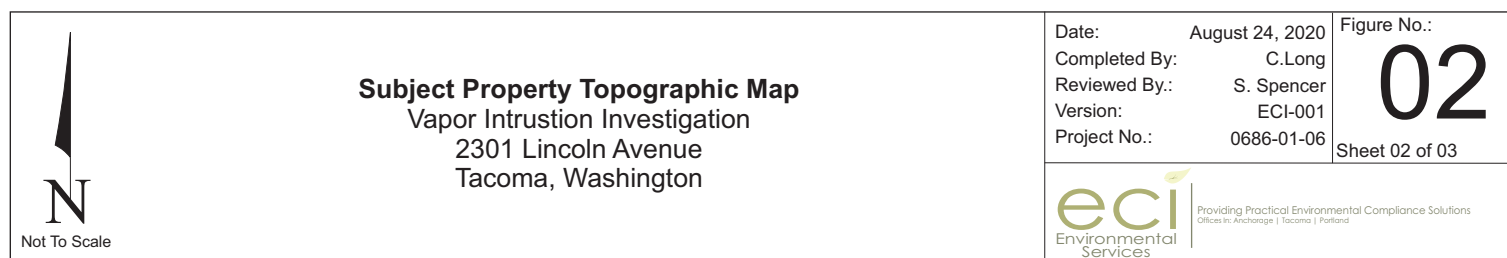 N
Not To Scale
Subject Property Topographic Map
Vapor Intrustion Investigation
2301 Lincoln Avenue
Tacoma, Washington
Date: August 24, 2020
Completed By: C.Long
Reviewed By.: S. Spencer
Version: ECI-001
Project No.: 0686-01-06
Figure No.:
02
Sheet 02 of 03
eci
Environmental
Services
Providing Practical Environmental Compliance Solutions
Offices In: Anchorage | Tacoma | Portland